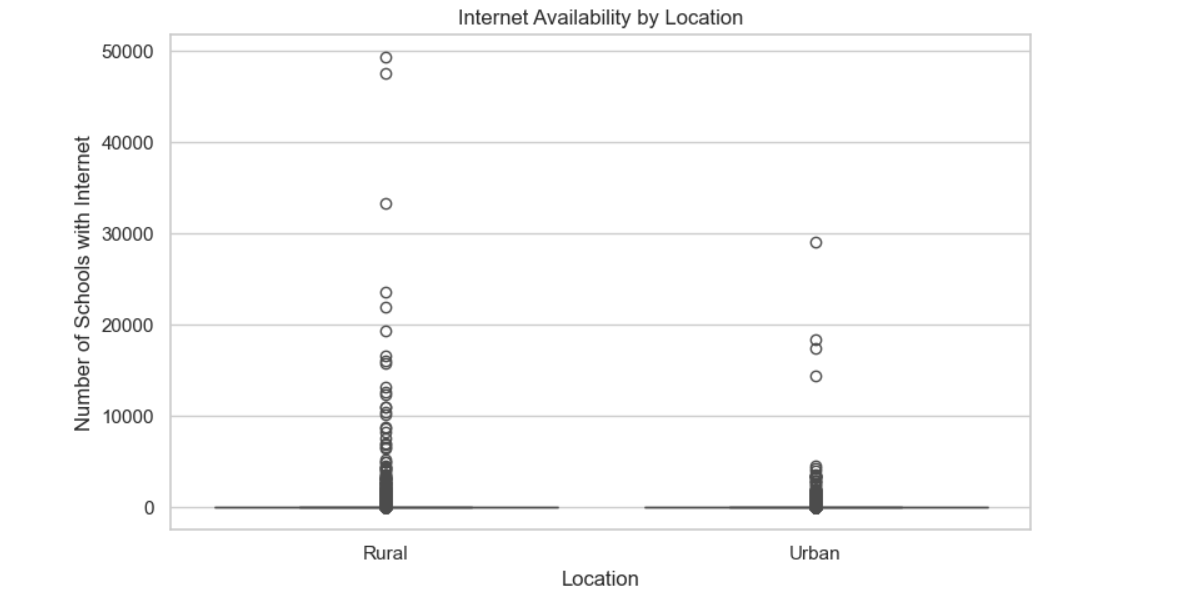 Internet Availability by Location
50000
40000
30000
20000
10000
0
Number of Schools with Internet
Rural
Urban
Location